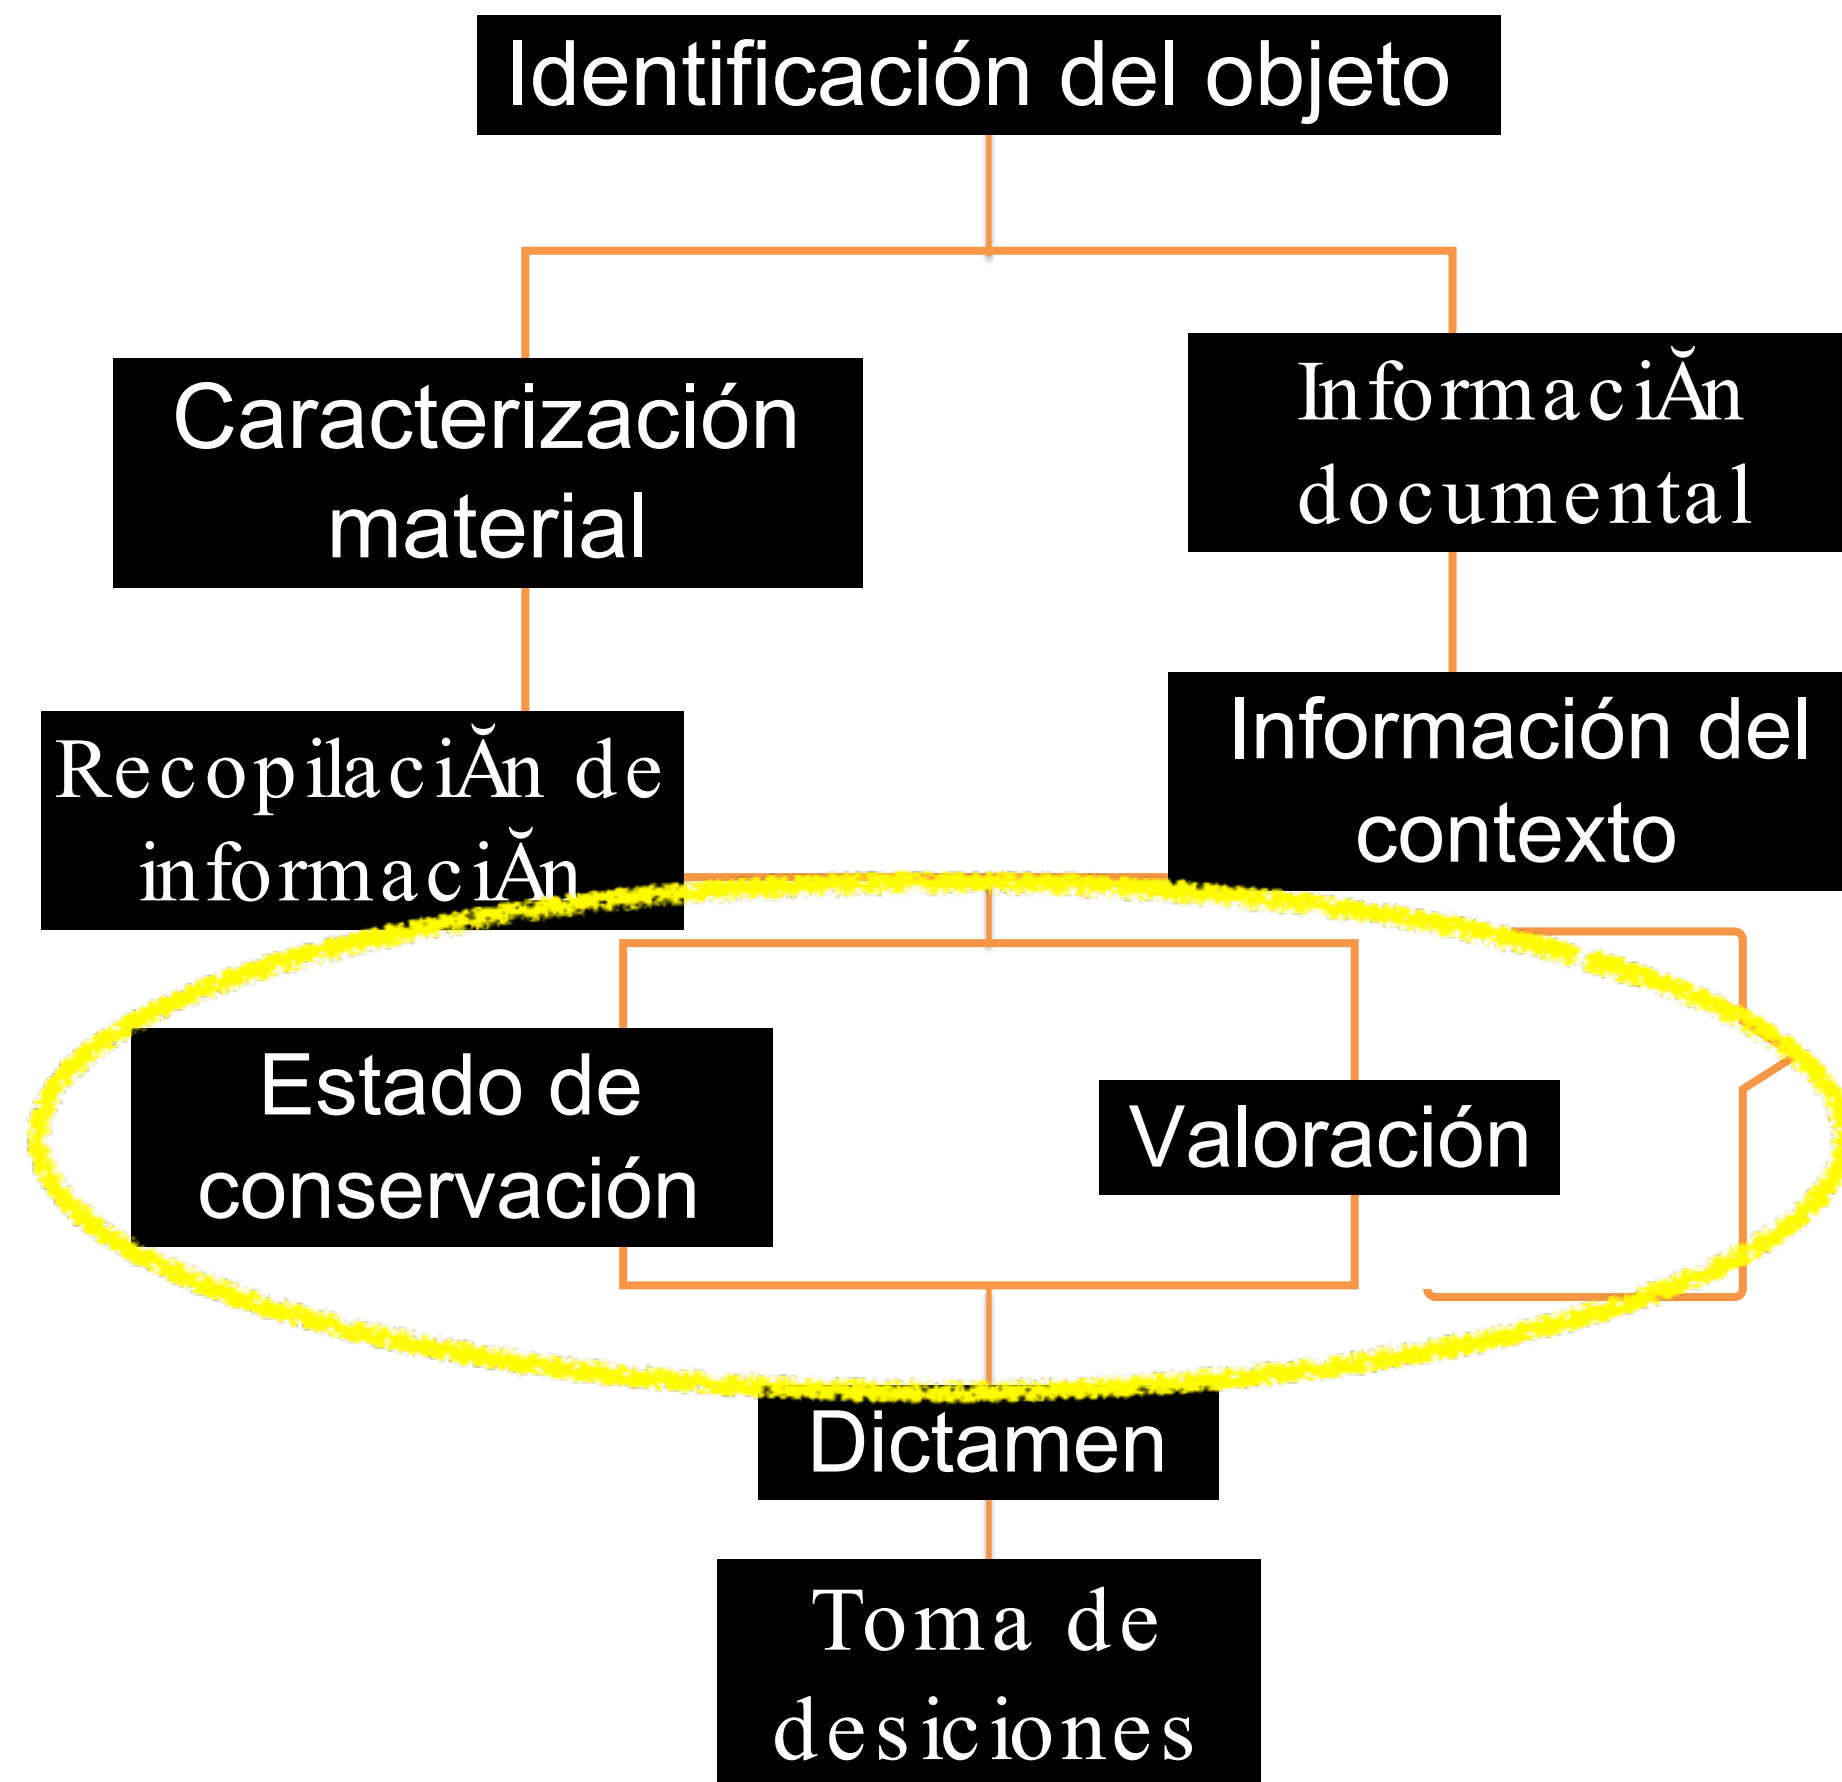 Identificación del objeto
Caracterización
material
InformaciĂn
documental
RecopilaciĂn de
informaciĂn
Información del
contexto
Estado de
conservación
Valoración
Dictamen
Toma de
desiciones